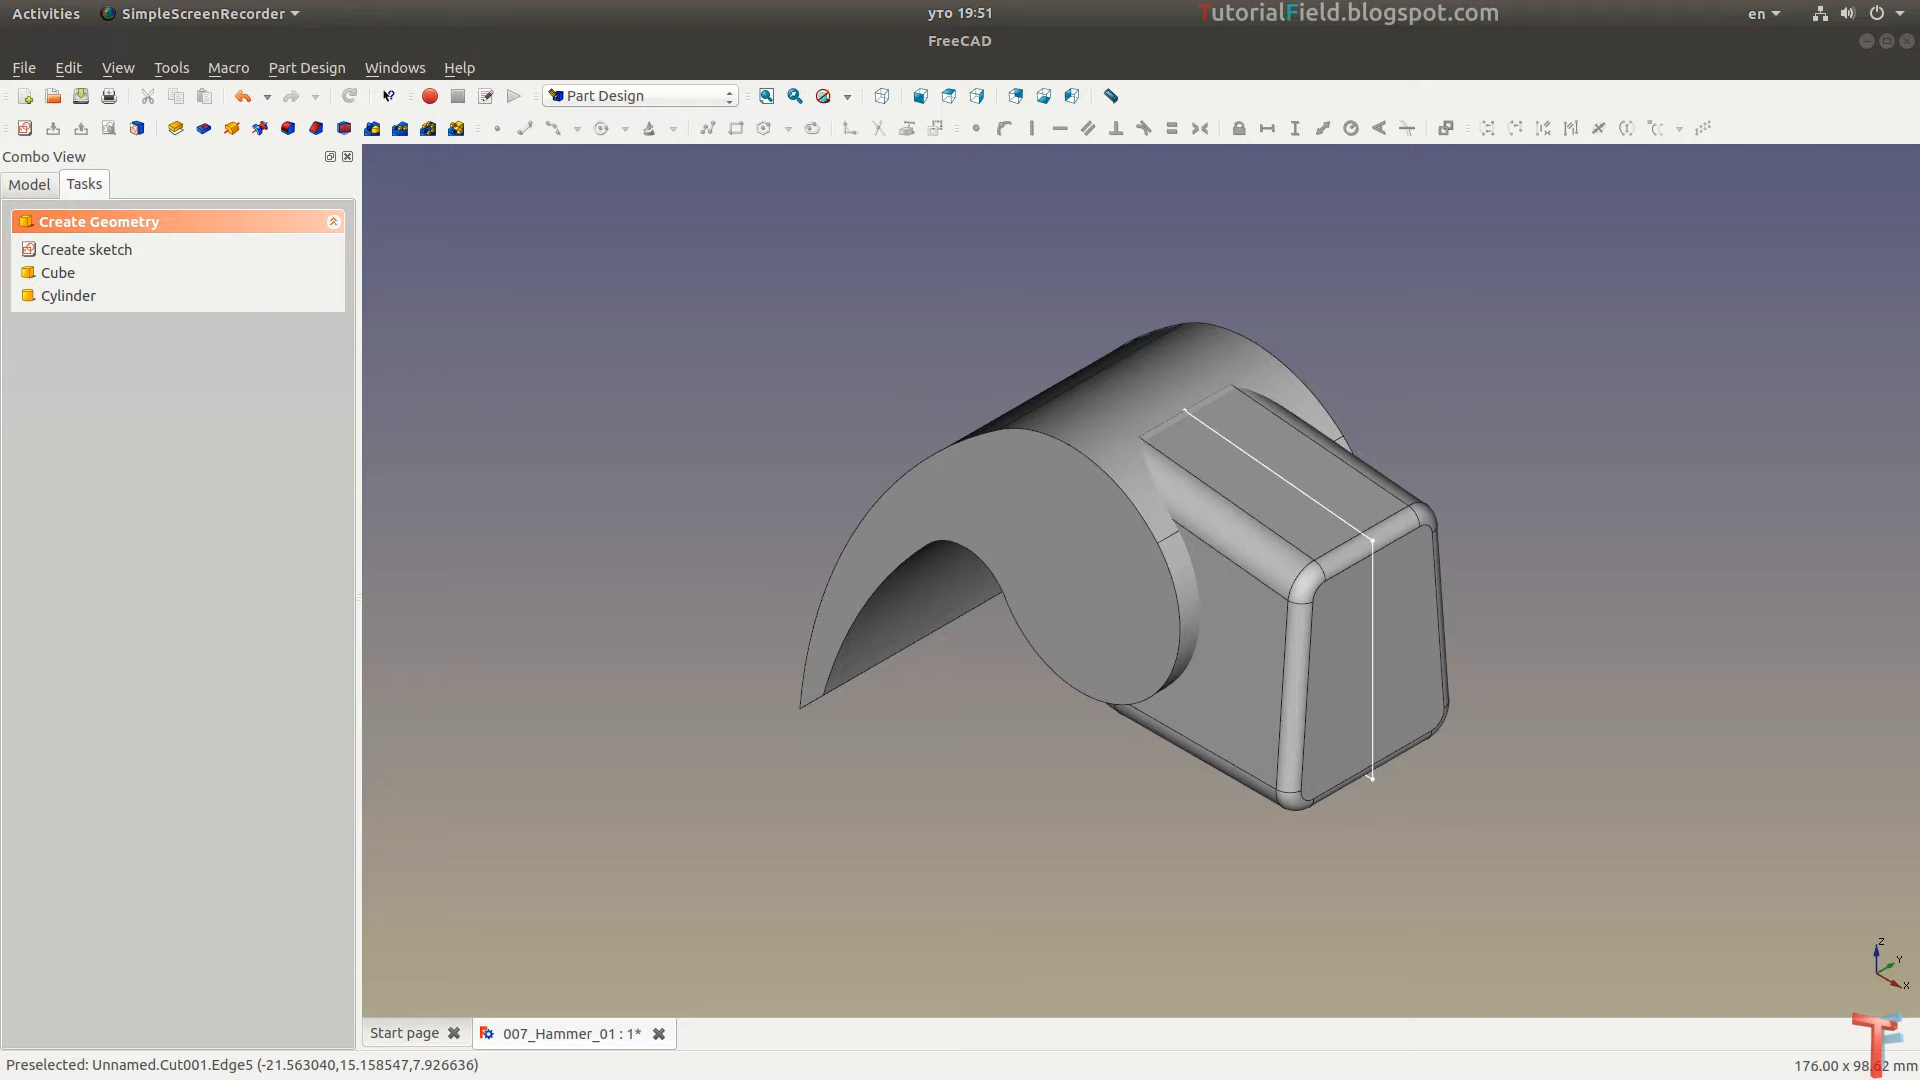 Activities SimpleScreenRecorder уто 19:51 TutorialField.blogspot.com en
FreeCAD
File Edit View Tools Macro Part Design Windows Help
Part Design
Combo View
Model Tasks
Create Geometry
Create sketch
Cube
Cylinder
Z
Y
X
Start page 007_Hammer_01 : 1*
TF
Preselected: Unnamed.Cut001.Edge5 (-21.563040,15.158547,7.926636) 176.00 x 98.62 mm